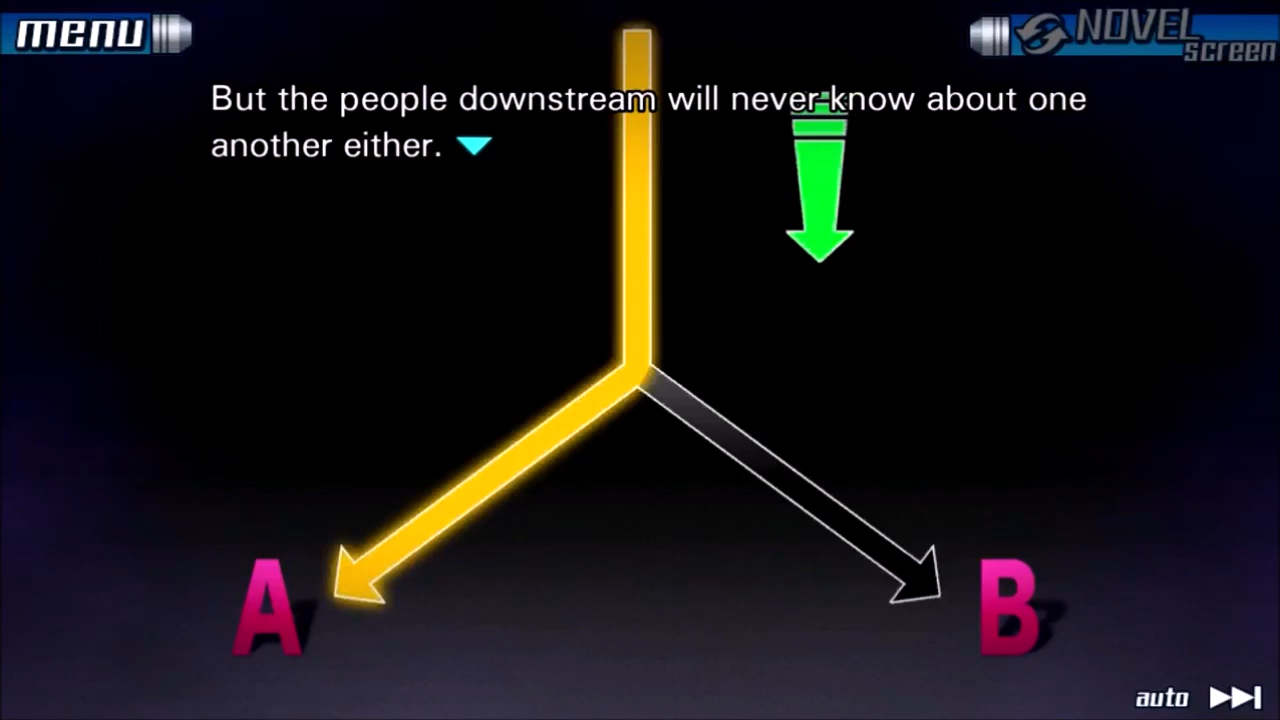 menu
NOVEL
screen
But the people downstream will never know about one
another either.
A
B
auto